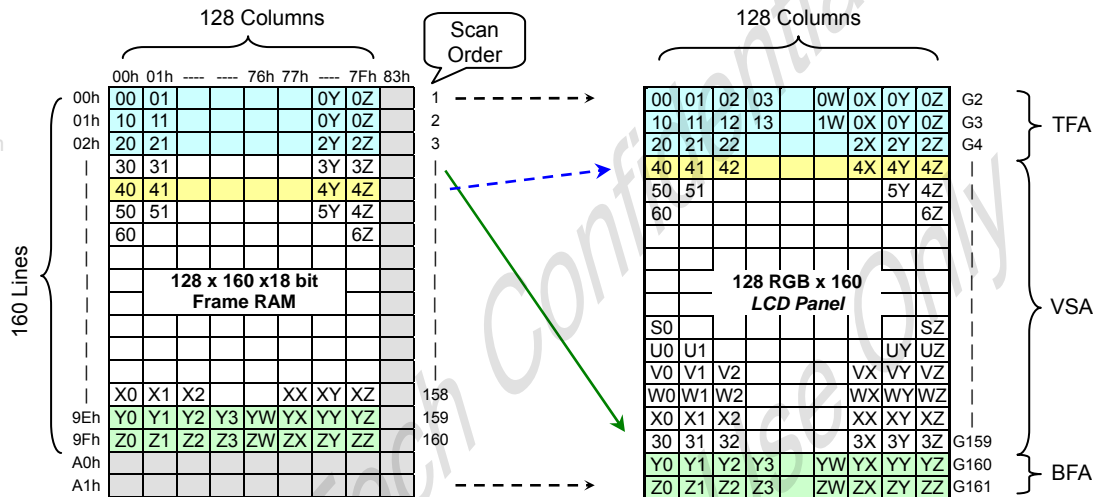 128 Columns 128 Columns
Scan
Order
00h 01h ---- ---- 76h 77h ---- 7Fh 83h
00h 00 01 0Y 0Z 1 00 01 02 03 0W 0X 0Y 0Z G2
01h 10 11 0Y 0Z 2 10 11 12 13 1W 0X 0Y 0Z G3 TFA
02h 20 21 2Y 2Z 3 20 21 22 2X 2Y 2Z G4
30 31 3Y 3Z 40 41 42 4X 4Y 4Z
40 41 4Y 4Z 50 51 5Y 4Z
50 51 5Y 4Z 60 6Z
60 6Z
160 Lines
128 x 160 x18 bit 128 RGB x 160
Frame RAM LCD Panel
VSA
S0 SZ
U0 U1 UY UZ
V0 V1 V2 VX VY VZ
X0 X1 X2 XX XY XZ 158 W0 W1 W2 WX WY WZ
9Eh Y0 Y1 Y2 Y3 YW YX YY YZ 159 X0 X1 X2 XX XY XZ
9Fh Z0 Z1 Z2 Z3 ZW ZX ZY ZZ 160 30 31 32 3X 3Y 3Z G159
A0h Y0 Y1 Y2 Y3 YW YX YY YZ G160
BFA
A1h Z0 Z1 Z2 Z3 ZW ZX ZY ZZ G161
ech Confidential
Use Only